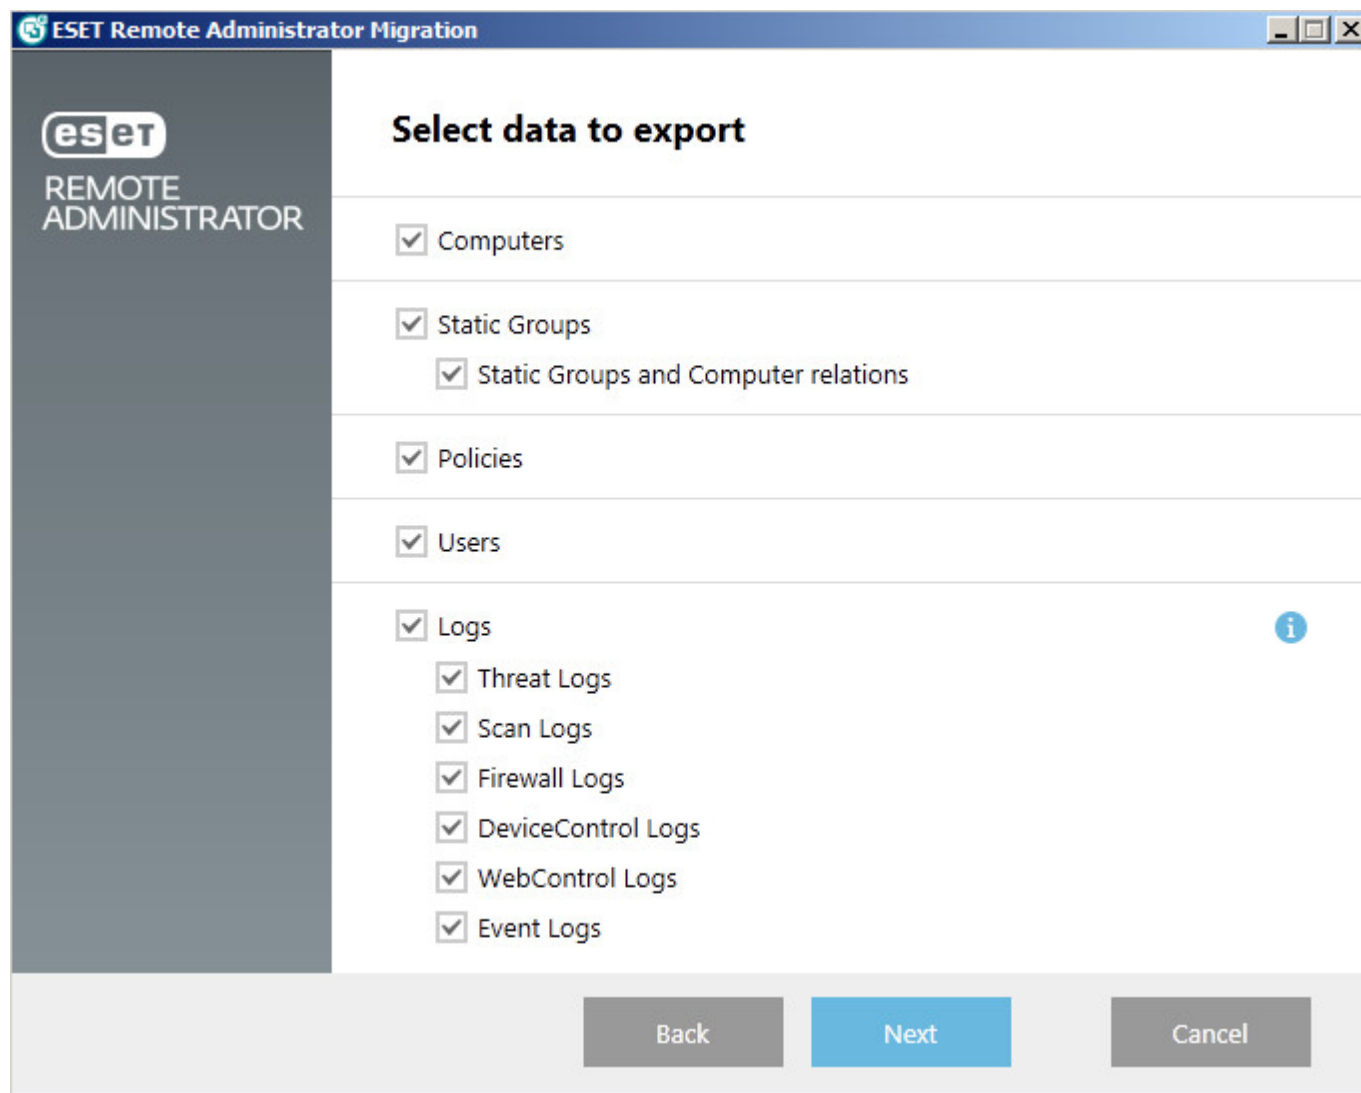 ESET Remote Administrator Migration
eset
REMOTE
ADMINISTRATOR
Select data to export
Computers
Static Groups
Static Groups and Computer relations
Policies
Users
Logs
i
Threat Logs
Scan Logs
Firewall Logs
DeviceControl Logs
WebControl Logs
Event Logs
Back
Next
Cancel